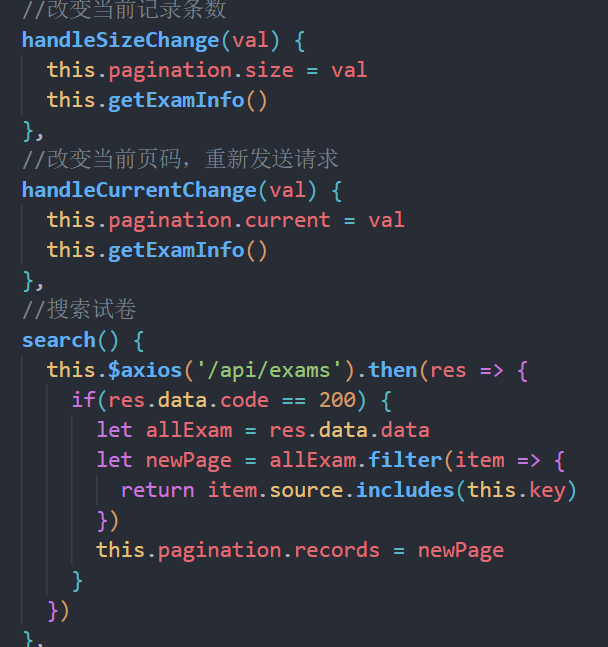 //改变当前记录条数
handleSizeChange(val) {
  this.pagination.size = val
  this.getExamInfo()
},
//改变当前页码，重新发送请求
handleCurrentChange(val) {
  this.pagination.current = val
  this.getExamInfo()
},
//搜索试卷
search() {
  this.$axios('/api/exams').then(res => {
    if(res.data.code == 200) {
      let allExam = res.data.data
      let newPage = allExam.filter(item => {
        return item.source.includes(this.key)
      })
      this.pagination.records = newPage
    }
  })
},